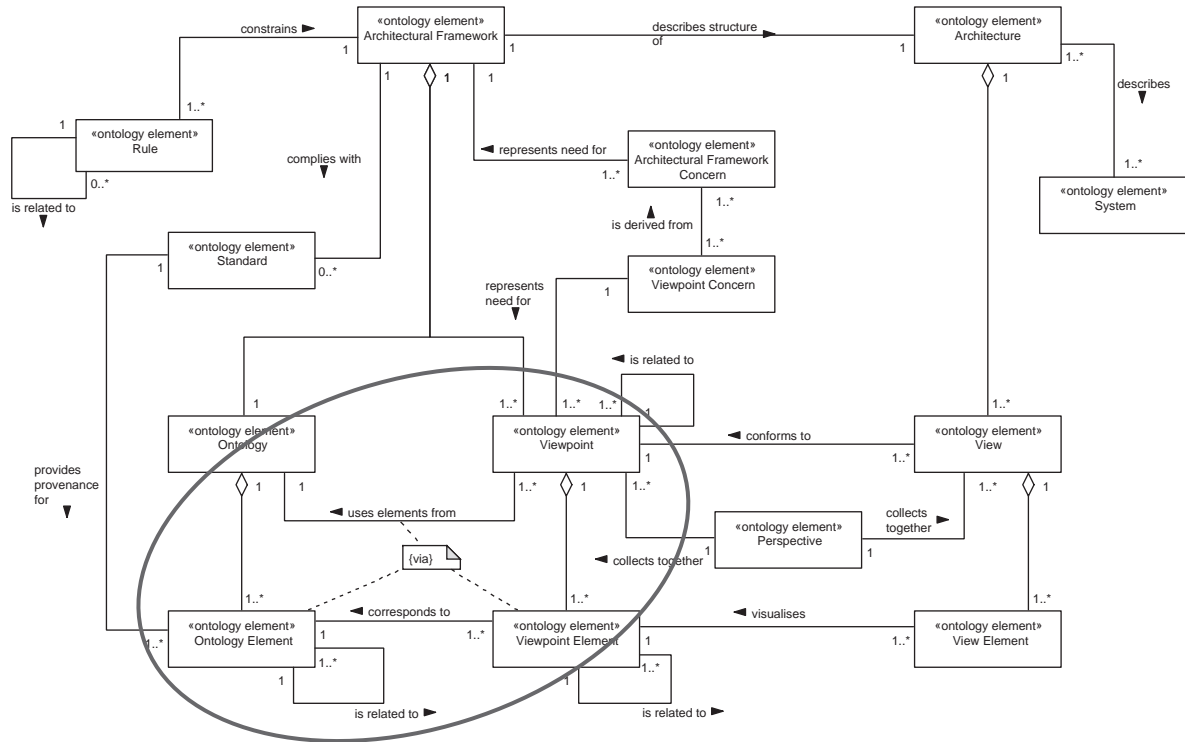 «ontology element»
Architectural Framework
constrains
1
1
1
1
1
describes structure
of
1
«ontology element»
Architecture
1
1..*
describes
1..*
«ontology element»
System
1..*
1
«ontology element»
Rule
0..*
is related to
complies with
represents need for
1..*
«ontology element»
Architectural Framework
Concern
1..*
is derived from
1..*
«ontology element»
Viewpoint Concern
1
1
«ontology element»
Standard
0..*
represents
need for
is related to
1..*
1
1
1..*
1..*
1..*
«ontology element»
Ontology
1
«ontology element»
Viewpoint
1..*
1
1
1..*
conforms to
1..*
«ontology element»
View
1..*
1
provides
provenance
for
1
uses elements from
{via}
collects together
1
«ontology element»
Perspective
1
collects
together
1..*
1..*
1..*
1..*
«ontology element»
Ontology Element
1
1..*
corresponds to
1..*
«ontology element»
Viewpoint Element
1
1..*
visualises
1..*
«ontology element»
View Element
1
is related to
1
is related to